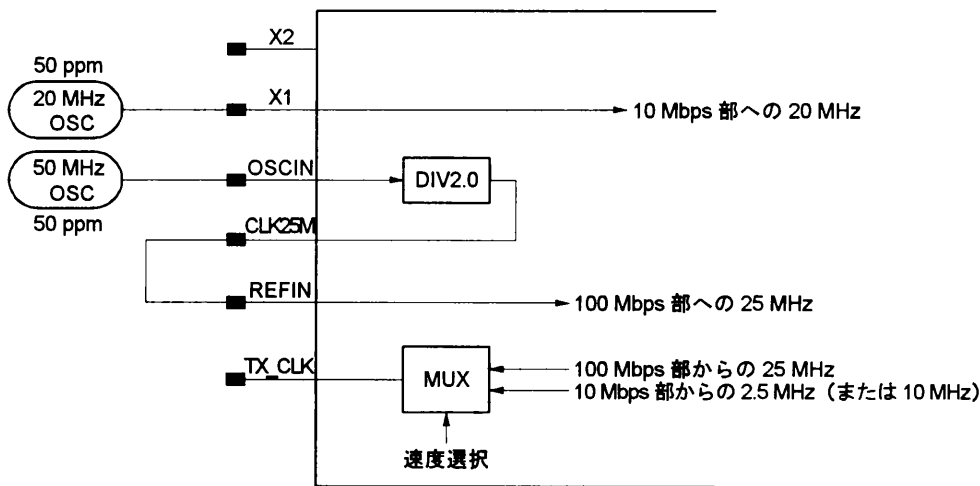 X2
50 ppm
20 MHz
OSC
X1
10 Mbps 部への 20 MHz
50 MHz
OSC
50 ppm
OSCIN
DIV2.0
CLK25M
REFIN
100 Mbps 部への 25 MHz
TX_CLK
MUX
100 Mbps 部からの 25 MHz
10 Mbps 部からの 2.5 MHz（または 10 MHz）
速度選択